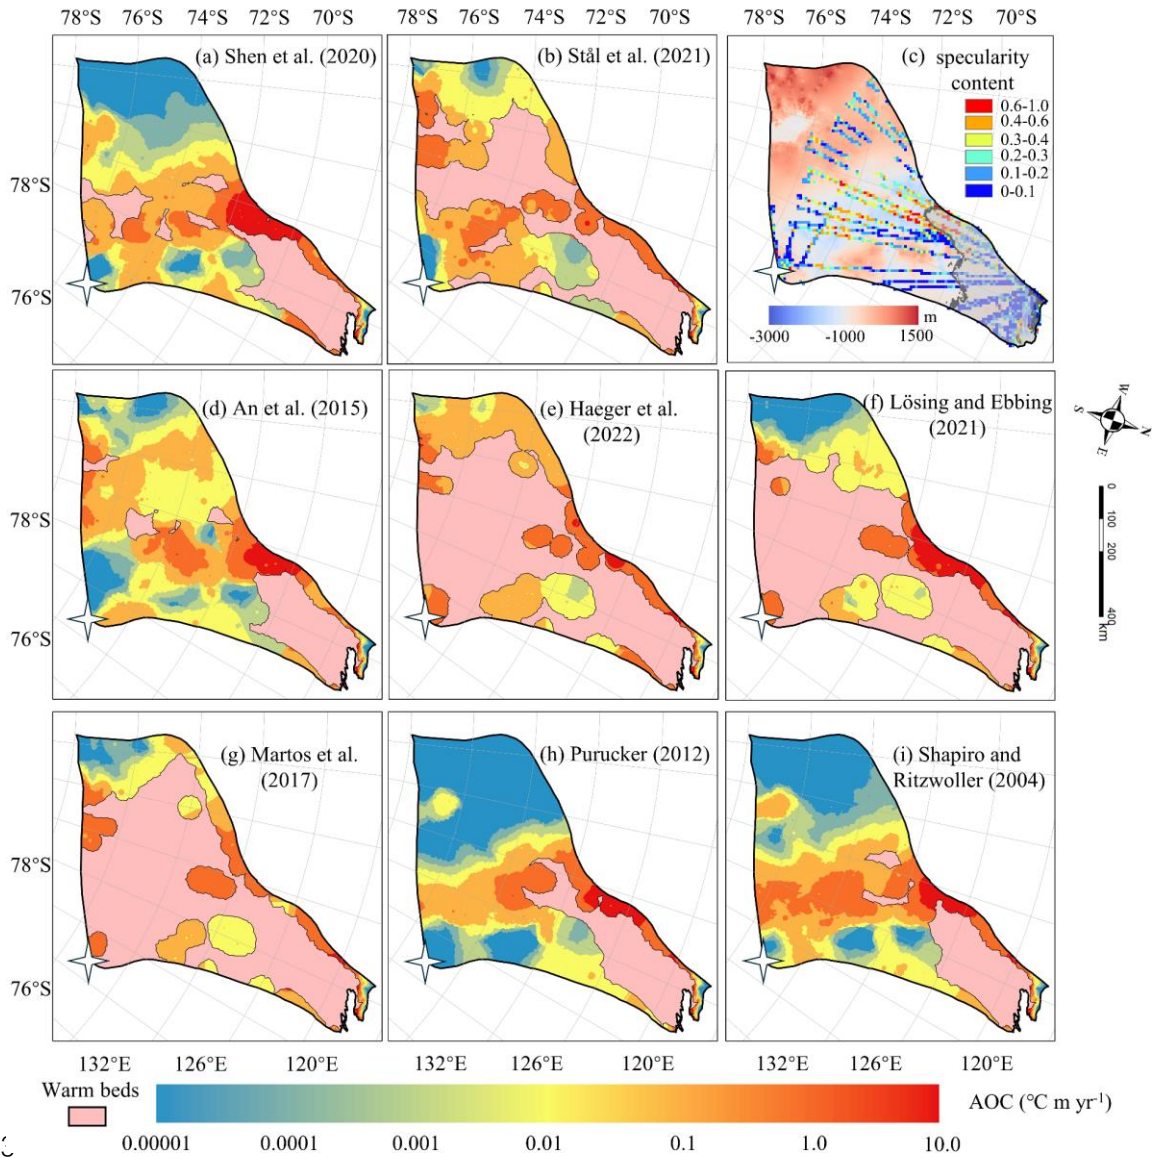 78°S 76°S 74°S 72°S 70°S 78°S 76°S 74°S 72°S 70°S 78°S 76°S 74°S 72°S 70°S
(a) Shen et al. (2020)
(b) Stål et al. (2021)
(c) specularity
content
0.6-1.0
0.4-0.6
0.3-0.4
0.2-0.3
0.1-0.2
0-0.1
m
-3000 -1000 1500
78°S
76°S
(d) An et al. (2015)
(e) Haeger et al.
(2022)
(f) Lösing and Ebbing
(2021)
W
S
N
E
0
100
200
400
km
78°S
76°S
(g) Martos et al.
(2017)
(h) Purucker (2012)
(i) Shapiro and
Ritzwoller (2004)
78°S
76°S
132°E 126°E 120°E 132°E 126°E 120°E 132°E 126°E 120°E
Warm beds
AOC (°C m yr⁻¹)
0.00001 0.0001 0.001 0.01 0.1 1.0 10.0